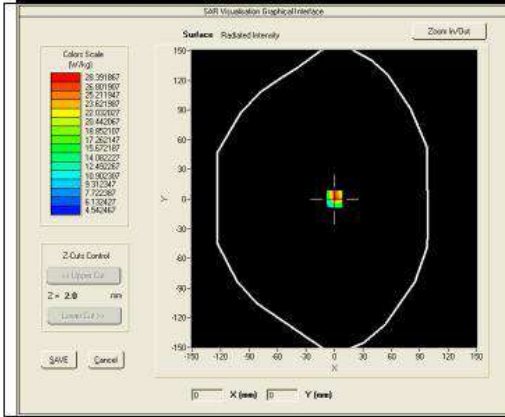 SAR Visualisation Graphical Interface
Surface Radiated Intensity
Zoom In/Out
Colors Scale
(W/kg)
28.391867
26.801907
25.211947
23.621987
22.032027
20.442067
18.852107
17.262147
15.672187
14.082227
12.492267
10.902307
9.312347
7.722387
6.132427
4.542467
Z-Cuts Control
<< Upper Cut
Z = 2.0 mm
Lower Cut >>
SAVE Cancel
150
120
90
60
30
0
-30
-60
-90
-120
-150
Y
-150 -120 -90 -60 -30 0 30 60 90 120 150
X
0 X (mm) 0 Y (mm)